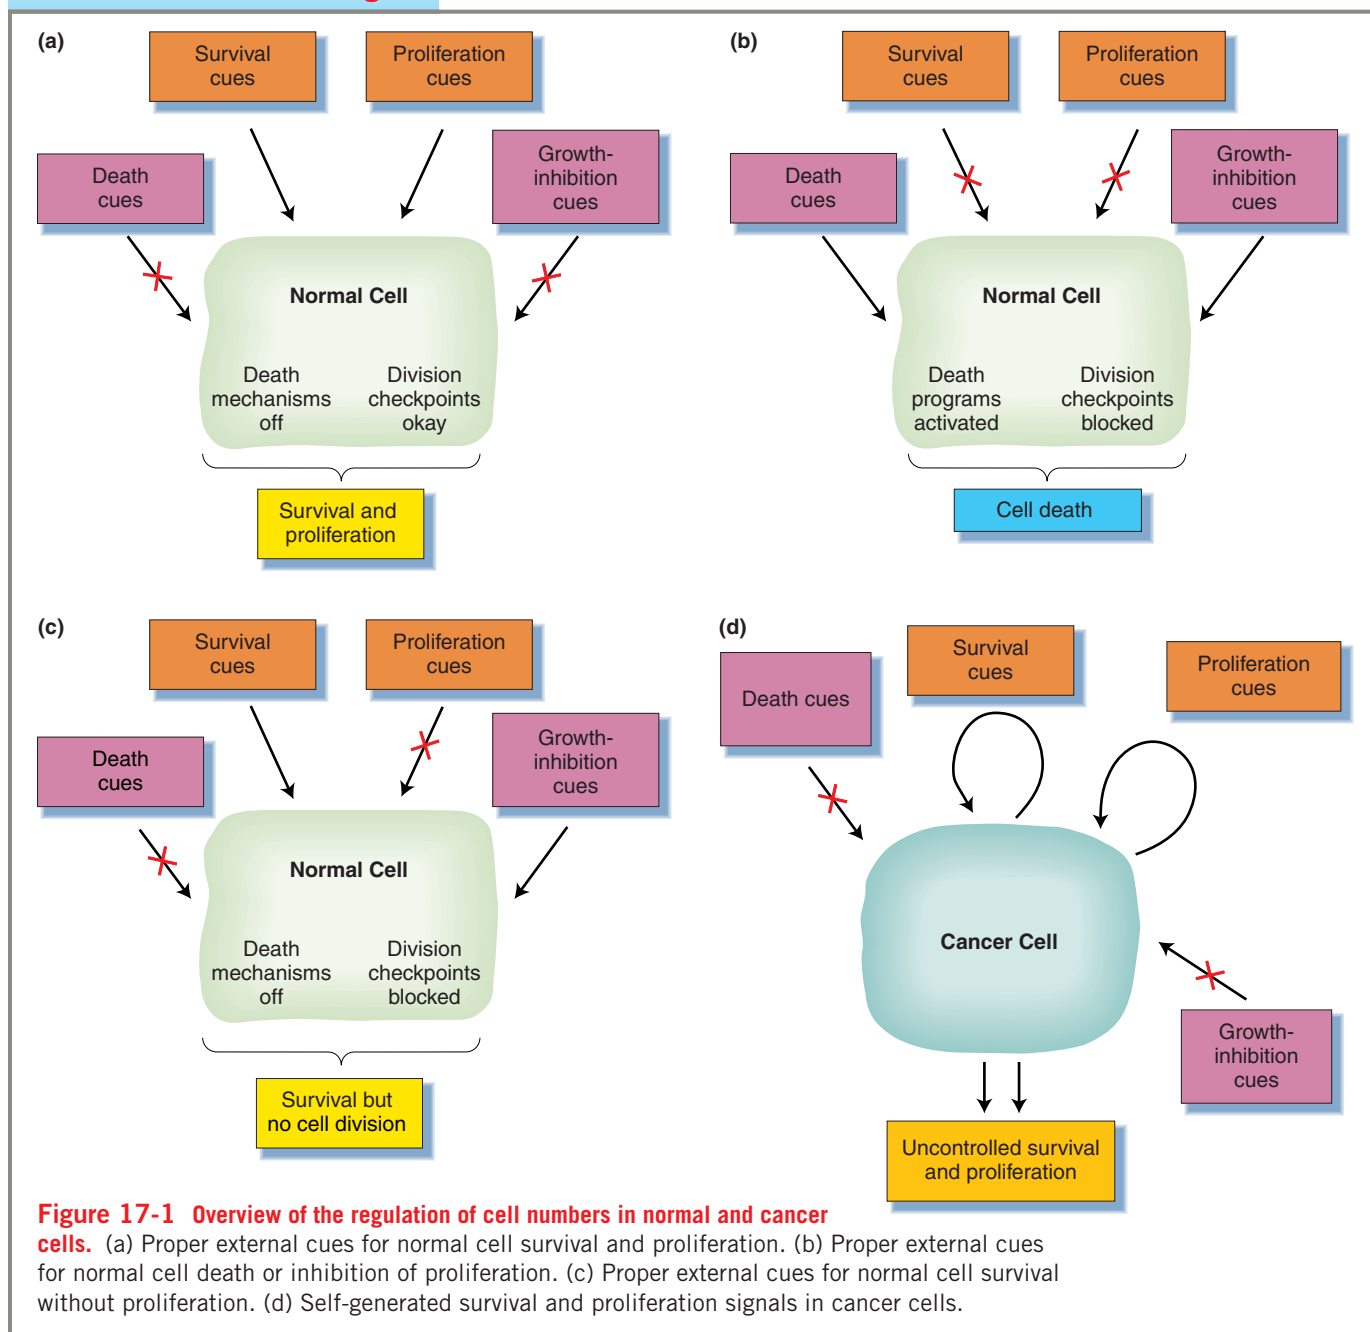 (a)
Survival
cues
Proliferation
cues
Death
cues
Growth-
inhibition
cues
Normal Cell
Death
mechanisms
off
Division
checkpoints
okay
Survival and
proliferation
(b)
Survival
cues
Proliferation
cues
Death
cues
Growth-
inhibition
cues
Normal Cell
Death
programs
activated
Division
checkpoints
blocked
Cell death
(c)
Survival
cues
Proliferation
cues
Death
cues
Growth-
inhibition
cues
Normal Cell
Death
mechanisms
off
Division
checkpoints
blocked
Survival but
no cell division
(d)
Death cues
Survival
cues
Proliferation
cues
Cancer Cell
Growth-
inhibition
cues
Uncontrolled survival
and proliferation
Figure 17-1 Overview of the regulation of cell numbers in normal and cancer
cells. (a) Proper external cues for normal cell survival and proliferation. (b) Proper external cues
for normal cell death or inhibition of proliferation. (c) Proper external cues for normal cell survival
without proliferation. (d) Self-generated survival and proliferation signals in cancer cells.